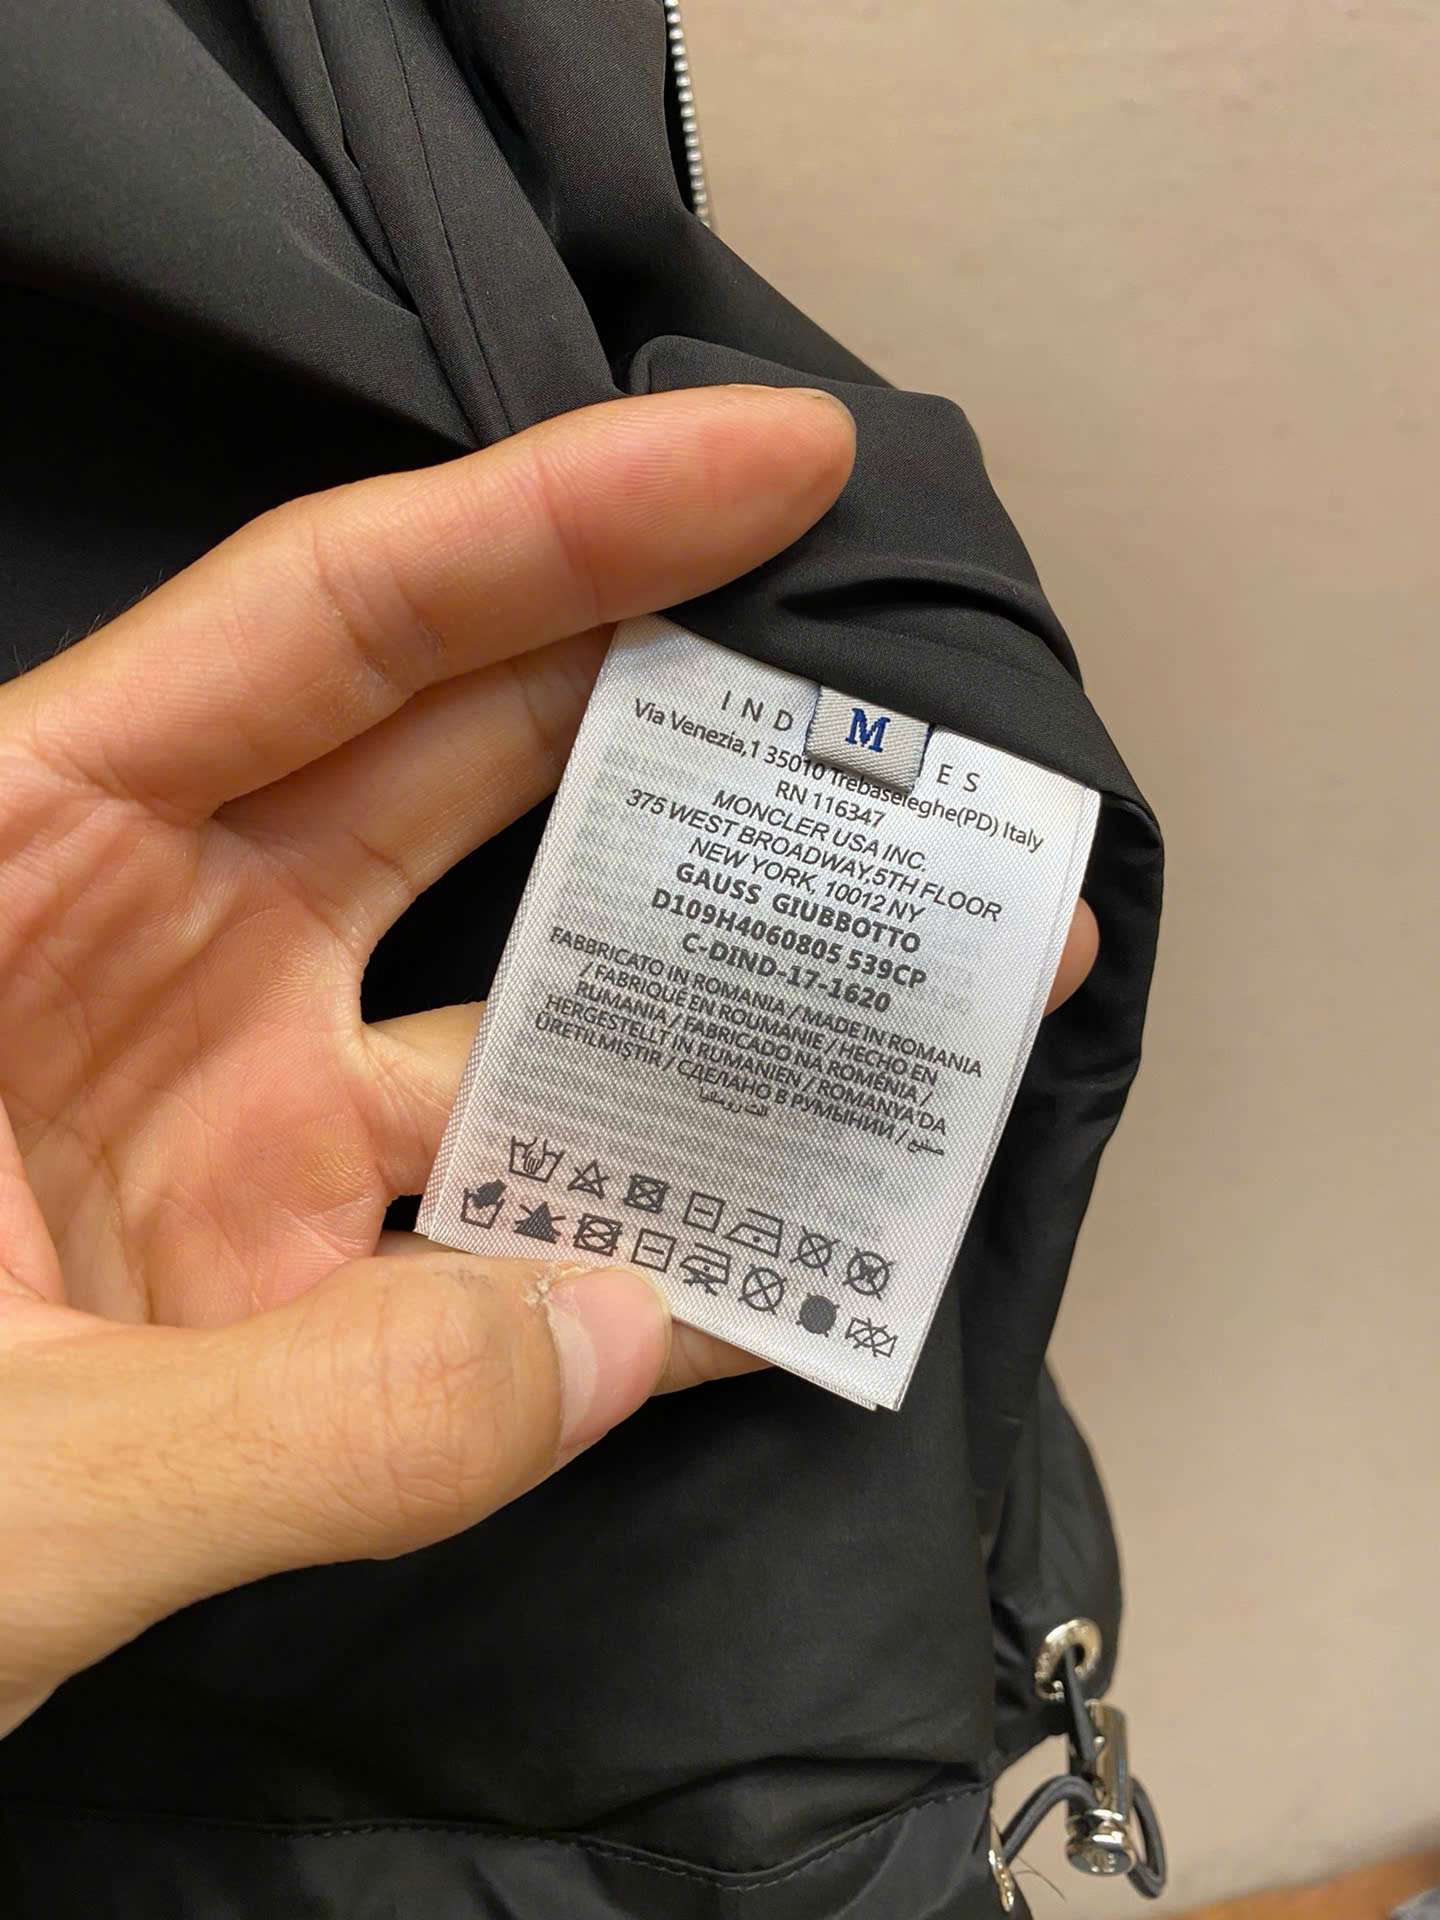 IND M ES
Via Venezia,1 35010 Trebaseleghe(PD) Italy
RN 116347
MONCLER USA INC.
375 WEST BROADWAY,5TH FLOOR
NEW YORK, 10012 NY
GAUSS GIUBBOTTO
D109H4060805 539CP
C-DIND-17-1620
FABBRICATO IN ROMANIA / MADE IN ROMANIA
/ FABRIQUÉ EN ROUMANIE / HECHO EN
RUMANIA / FABRICADO NA ROMÉNIA /
HERGESTELLT IN RUMANIEN / ROMANYA'DA
ÜRETILMIŞTIR / СДЕЛАНО В РУМЫНИИ /